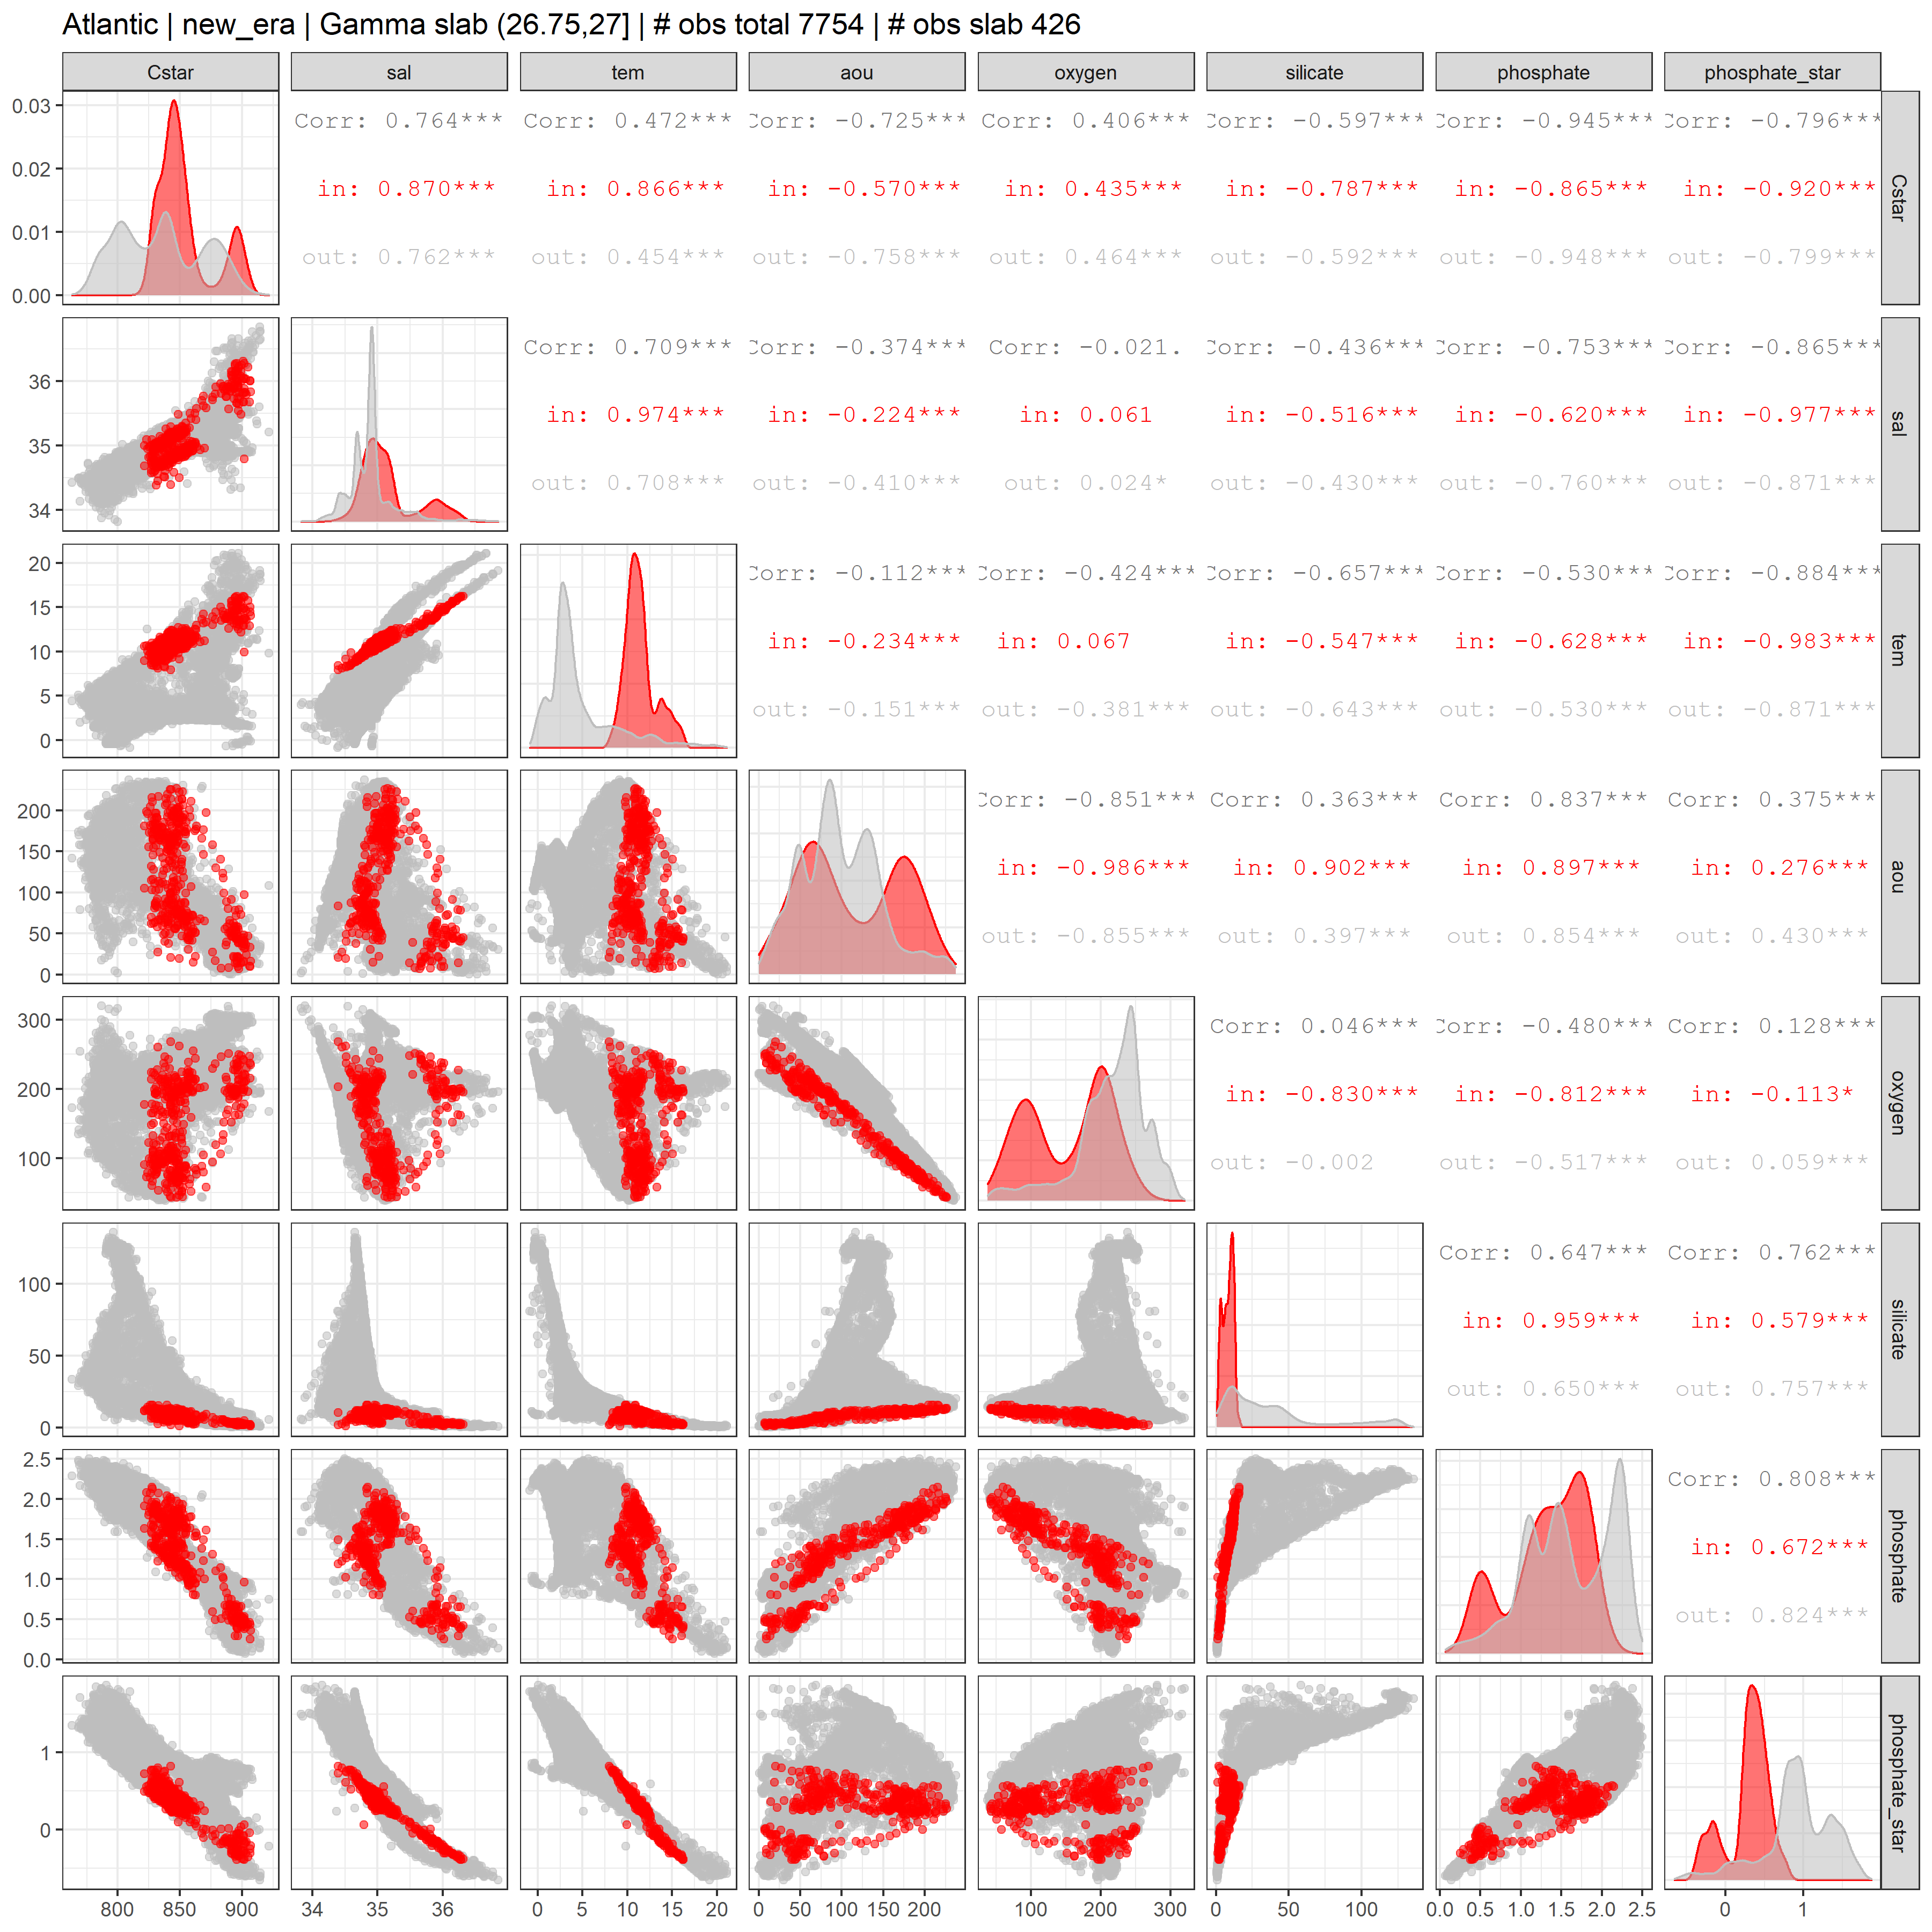 Atlantic | new_era | Gamma slab (26.75,27] | # obs total 7754 | # obs slab 426
Cstar sal tem aou oxygen silicate phosphate phosphate_star
0.03
0.02
0.01
0.00
Corr: 0.764*** Corr: 0.472*** Corr: -0.725*** Corr: 0.406*** Corr: -0.597*** Corr: -0.945*** Corr: -0.796***
in: 0.870*** in: 0.866*** in: -0.570*** in: 0.435*** in: -0.787*** in: -0.865*** in: -0.920***
out: 0.762*** out: 0.454*** out: -0.758*** out: 0.464*** out: -0.592*** out: -0.948*** out: -0.799***
Cstar
36
35
34
Corr: 0.709*** Corr: -0.374*** Corr: -0.021. Corr: -0.436*** Corr: -0.753*** Corr: -0.865***
in: 0.974*** in: -0.224*** in: 0.061 in: -0.516*** in: -0.620*** in: -0.977***
out: 0.708*** out: -0.410*** out: 0.024* out: -0.430*** out: -0.760*** out: -0.871***
sal
20
15
10
5
0
Corr: -0.112*** Corr: -0.424*** Corr: -0.657*** Corr: -0.530*** Corr: -0.884***
in: -0.234*** in: 0.067 in: -0.547*** in: -0.628*** in: -0.983***
out: -0.151*** out: -0.381*** out: -0.643*** out: -0.530*** out: -0.871***
tem
200
150
100
50
0
Corr: -0.851*** Corr: 0.363*** Corr: 0.837*** Corr: 0.375***
in: -0.986*** in: 0.902*** in: 0.897*** in: 0.276***
out: -0.855*** out: 0.397*** out: 0.854*** out: 0.430***
aou
300
200
100
Corr: 0.046*** Corr: -0.480*** Corr: 0.128***
in: -0.830*** in: -0.812*** in: -0.113*
out: -0.002 out: -0.517*** out: 0.059***
oxygen
100
50
0
Corr: 0.647*** Corr: 0.762***
in: 0.959*** in: 0.579***
out: 0.650*** out: 0.757***
silicate
2.5
2.0
1.5
1.0
0.5
0.0
Corr: 0.808***
in: 0.672***
out: 0.824***
phosphate
1
0
phosphate_star
800 850 900 34 35 36 0 5 10 15 20 0 50 100 150 200 100 200 300 0 50 100 0.0 0.5 1.0 1.5 2.0 2.5 0 1